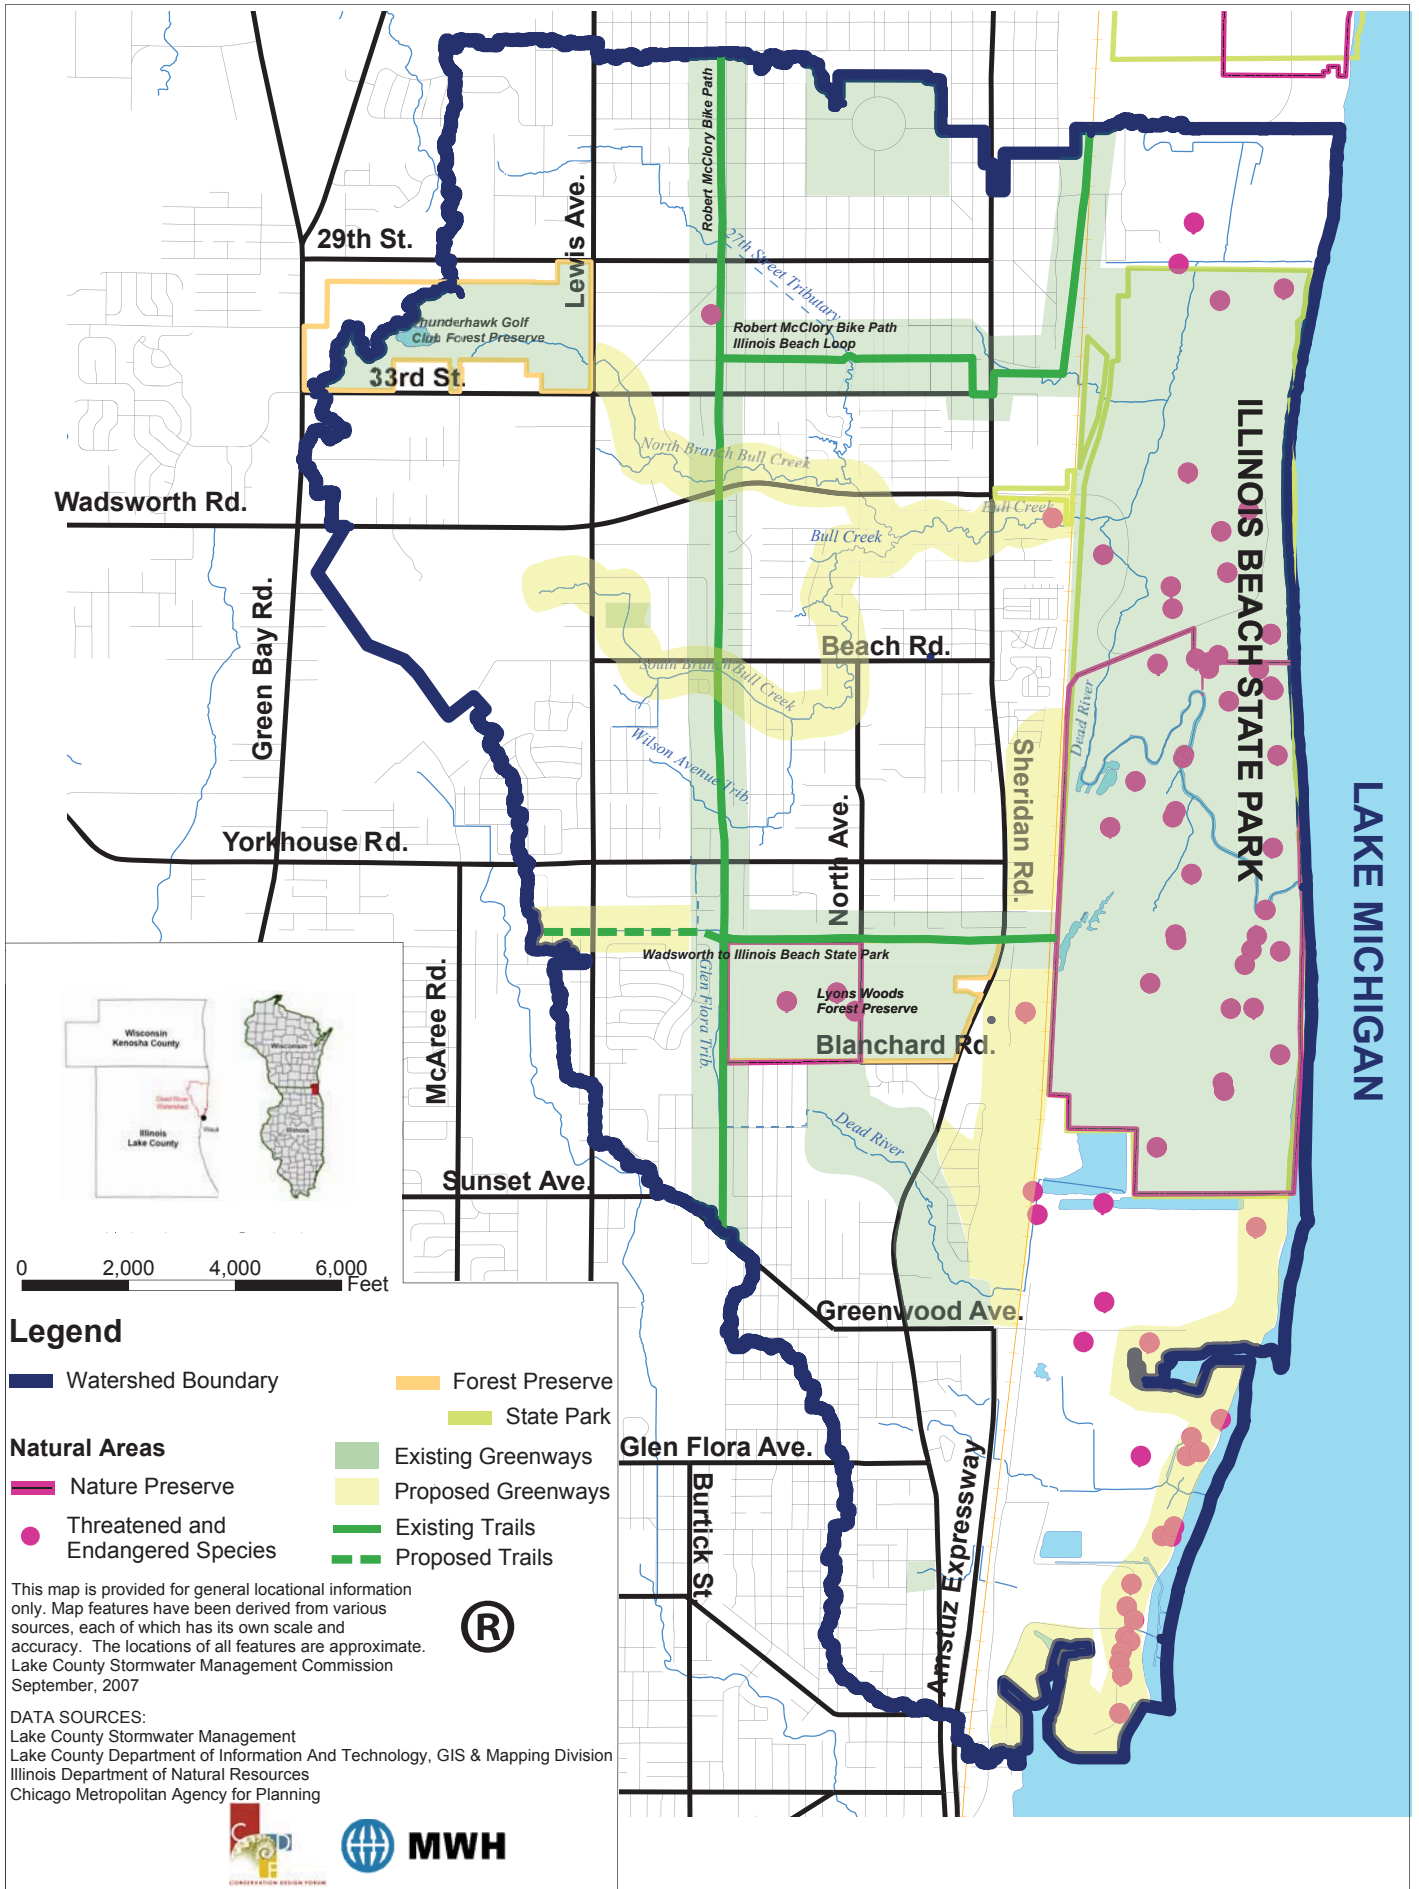 Robert McClory Bike Path
Lewis Ave.
29th St.
27th Street Tributary
Thunderhawk Golf
Club Forest Preserve
Robert McClory Bike Path
Illinois Beach Loop
33rd St.
North Branch Bull Creek
Wadsworth Rd.
Bull Creek
Bull Creek
ILLINOIS BEACH STATE PARK
Green Bay Rd.
Beach Rd.
South Branch Bull Creek
Dead River
Wilson Avenue Trib.
Sheridan Rd.
North Ave.
LAKE MICHIGAN
Yorkhouse Rd.
Wadsworth to Illinois Beach State Park
McAree Rd.
Glen Flora Trib.
Lyons Woods
Forest Preserve
Blanchard Rd.
Dead River
Sunset Ave.
Greenwood Ave.
Glen Flora Ave.
Burtick St.
Amstuz Expressway
Wisconsin
Kenosha County
Dead River
Watershed
Illinois
Lake County
Wisconsin
Illinois
0 2,000 4,000 6,000
Feet
Legend
Watershed Boundary
Forest Preserve
State Park
Natural Areas
Nature Preserve
Threatened and
Endangered Species
Existing Greenways
Proposed Greenways
Existing Trails
Proposed Trails
This map is provided for general locational information
only. Map features have been derived from various
sources, each of which has its own scale and
accuracy. The locations of all features are approximate.
Lake County Stormwater Management Commission
September, 2007
®
DATA SOURCES:
Lake County Stormwater Management
Lake County Department of Information And Technology, GIS & Mapping Division
Illinois Department of Natural Resources
Chicago Metropolitan Agency for Planning
CONSERVATION DESIGN FORUM
MWH